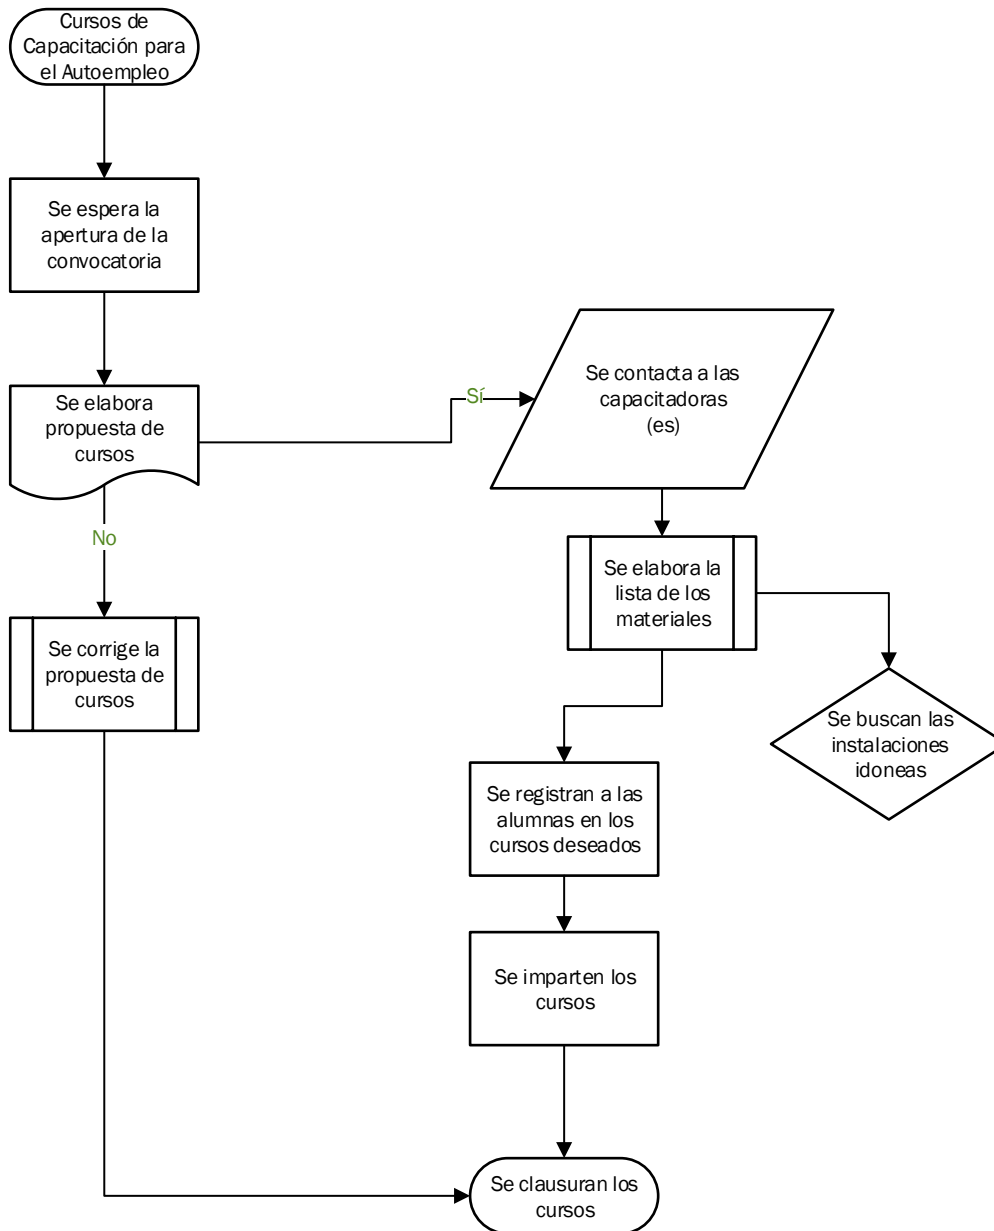 Cursos de
Capacitación para
el Autoempleo
Se espera la
apertura de la
convocatoria
Se elabora
propuesta de
cursos
Sí
Se contacta a las
capacitadoras
(es)
No
Se elabora la
lista de los
materiales
Se corrige la
propuesta de
cursos
Se buscan las
instalaciones
idoneas
Se registran a las
alumnas en los
cursos deseados
Se imparten los
cursos
Se clausuran los
cursos